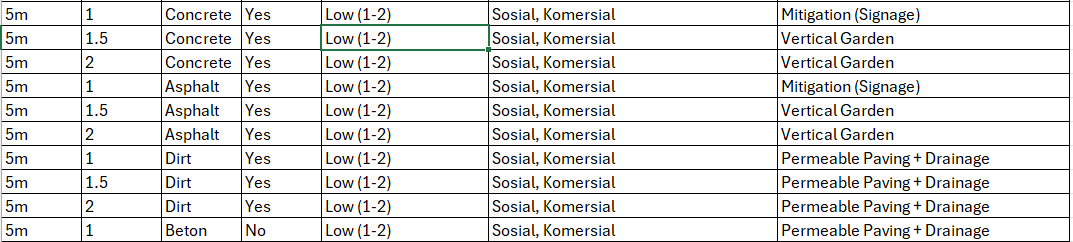 5m 1 Concrete Yes Low (1-2) Sosial, Komersial Mitigation (Signage)
5m 1.5 Concrete Yes Low (1-2) Sosial, Komersial Vertical Garden
5m 2 Concrete Yes Low (1-2) Sosial, Komersial Vertical Garden
5m 1 Asphalt Yes Low (1-2) Sosial, Komersial Mitigation (Signage)
5m 1.5 Asphalt Yes Low (1-2) Sosial, Komersial Vertical Garden
5m 2 Asphalt Yes Low (1-2) Sosial, Komersial Vertical Garden
5m 1 Dirt Yes Low (1-2) Sosial, Komersial Permeable Paving + Drainage
5m 1.5 Dirt Yes Low (1-2) Sosial, Komersial Permeable Paving + Drainage
5m 2 Dirt Yes Low (1-2) Sosial, Komersial Permeable Paving + Drainage
5m 1 Beton No Low (1-2) Sosial, Komersial Permeable Paving + Drainage